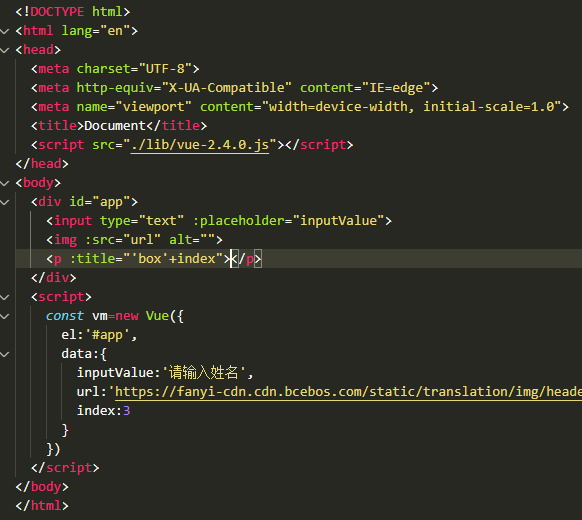 <!DOCTYPE html>
<html lang="en">
<head>
<meta charset="UTF-8">
<meta http-equiv="X-UA-Compatible" content="IE=edge">
<meta name="viewport" content="width=device-width, initial-scale=1.0">
<title>Document</title>
<script src="./lib/vue-2.4.0.js"></script>
</head>
<body>
<div id="app">
<input type="text" :placeholder="inputValue">
<img :src="url" alt="">
<p :title="'box'+index"></p>
</div>
<script>
const vm=new Vue({
el:'#app',
data:{
inputValue:'请输入姓名',
url:'https://fanyi-cdn.cdn.bcebos.com/static/translation/img/heade
index:3
}
})
</script>
</body>
</html>